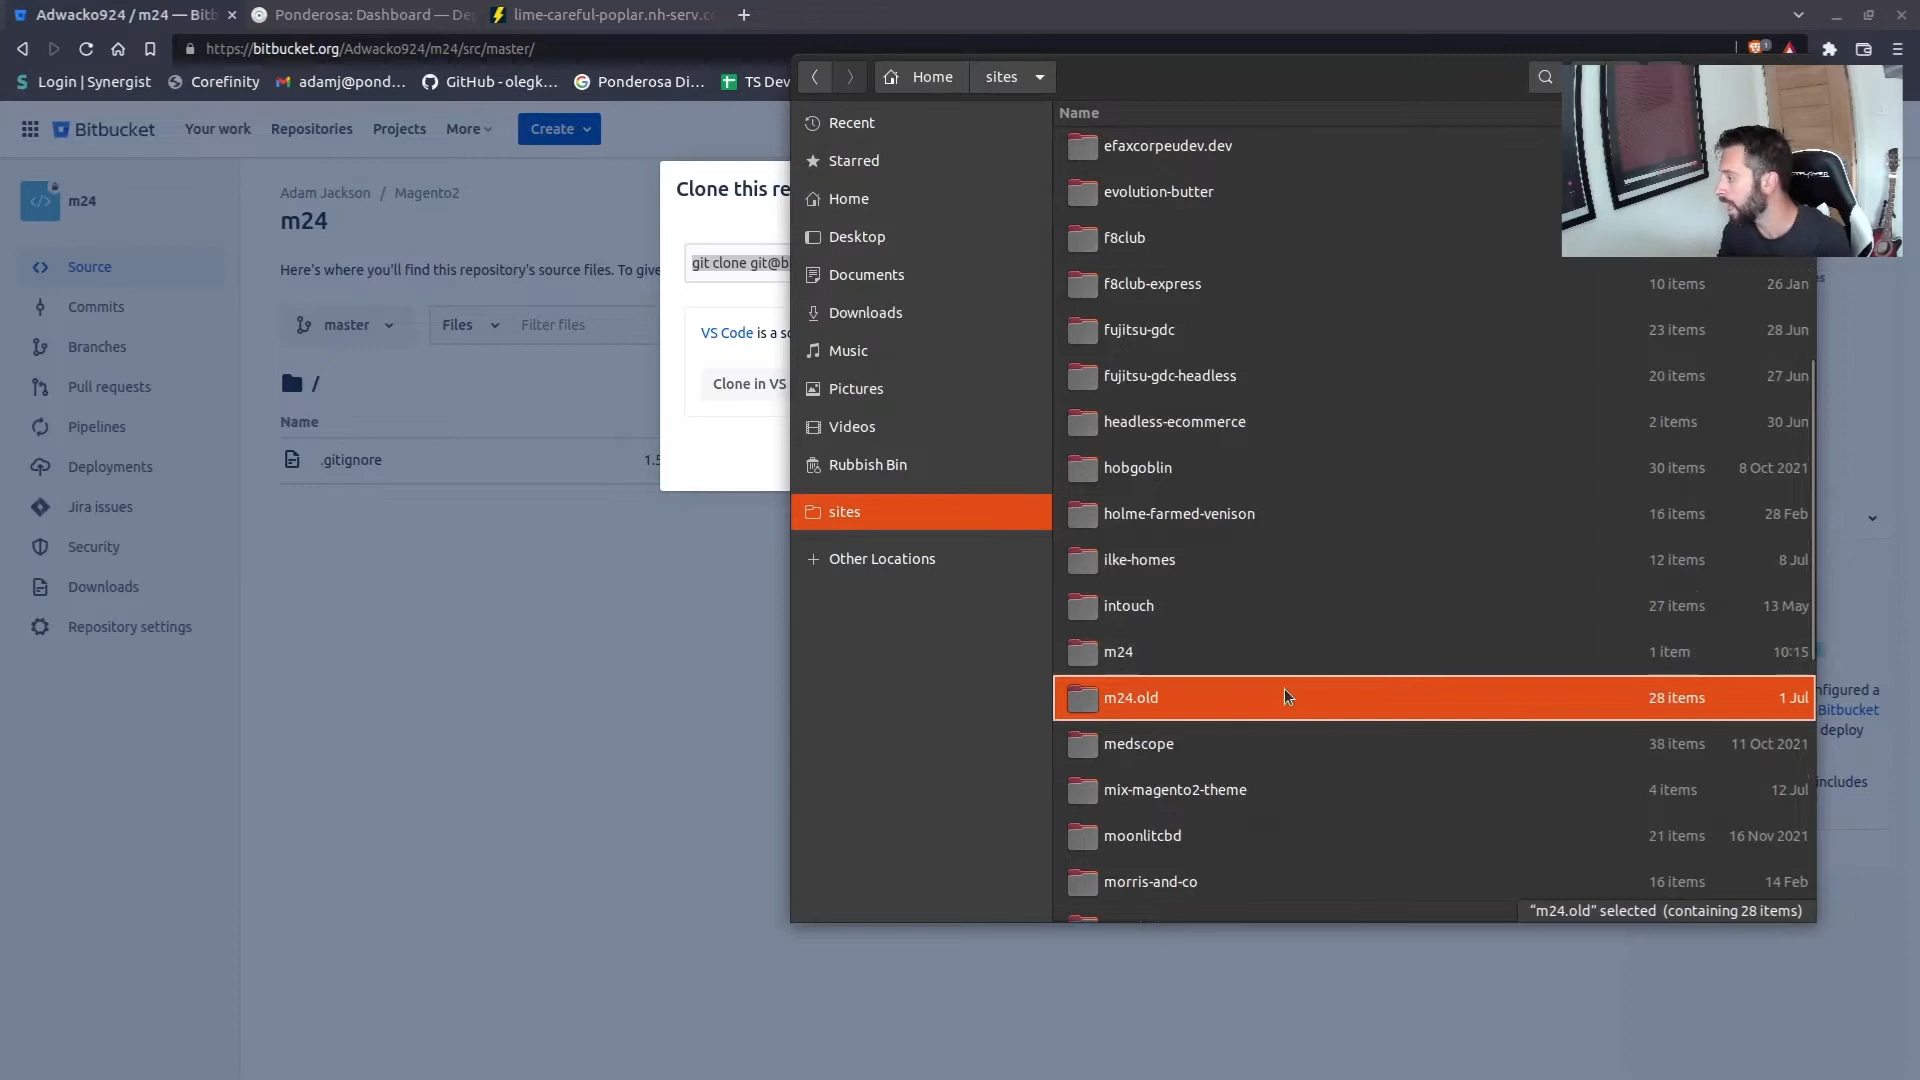 Adwacko924 / m24 — Bitb
Ponderosa: Dashboard — De
lime-careful-poplar.nh-serv.c
https://bitbucket.org/Adwacko924/m24/src/master/
Login | Synergist
Corefinity
adamj@pond...
GitHub - olegk...
Ponderosa Di...
TS Dev
Bitbucket
Your work
Repositories
Projects
More
Create
m24
Source
Commits
Branches
Pull requests
Pipelines
Deployments
Jira issues
Security
Downloads
Repository settings
Adam Jackson / Magento2
m24
Here's where you'll find this repository's source files. To give
master
Files
Filter files
/
Name
.gitignore
1.5
Clone this re
git clone git@b
VS Code is a so
Clone in VS
Home
sites
Recent
Starred
Home
Desktop
Documents
Downloads
Music
Pictures
Videos
Rubbish Bin
sites
Other Locations
Name
efaxcorpeudev.dev
evolution-butter
f8club
f8club-express 10 items 26 Jan
fujitsu-gdc 23 items 28 Jun
fujitsu-gdc-headless 20 items 27 Jun
headless-ecommerce 2 items 30 Jun
hobgoblin 30 items 8 Oct 2021
holme-farmed-venison 16 items 28 Feb
ilke-homes 12 items 8 Jul
intouch 27 items 13 May
m24 1 item 10:15
m24.old 28 items 1 Jul
medscope 38 items 11 Oct 2021
mix-magento2-theme 4 items 12 Jul
moonlitcbd 21 items 16 Nov 2021
morris-and-co 16 items 14 Feb
"m24.old" selected (containing 28 items)
nfigured a
Bitbucket
deploy
includes